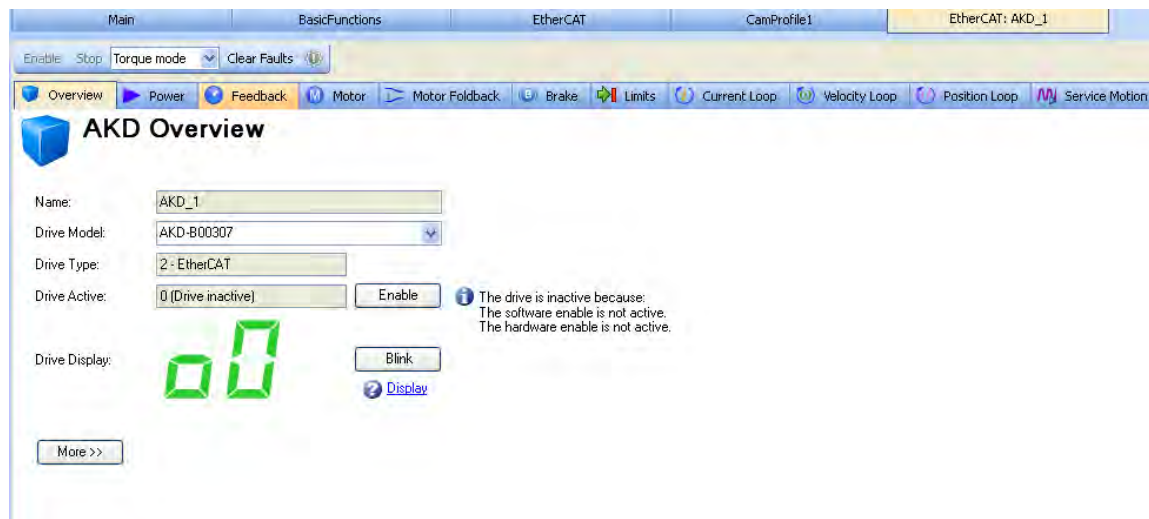 Main BasicFunctions EtherCAT CamProfile1 EtherCAT: AKD_1
Enable Stop Torque mode Clear Faults
Overview Power Feedback Motor Motor Foldback Brake Limits Current Loop Velocity Loop Position Loop Service Motion
AKD Overview
Name: AKD_1
Drive Model: AKD-B00307
Drive Type: 2 - EtherCAT
Drive Active: 0 (Drive inactive) Enable The drive is inactive because:
The software enable is not active.
The hardware enable is not active.
Drive Display: o0 Blink
Display
More >>